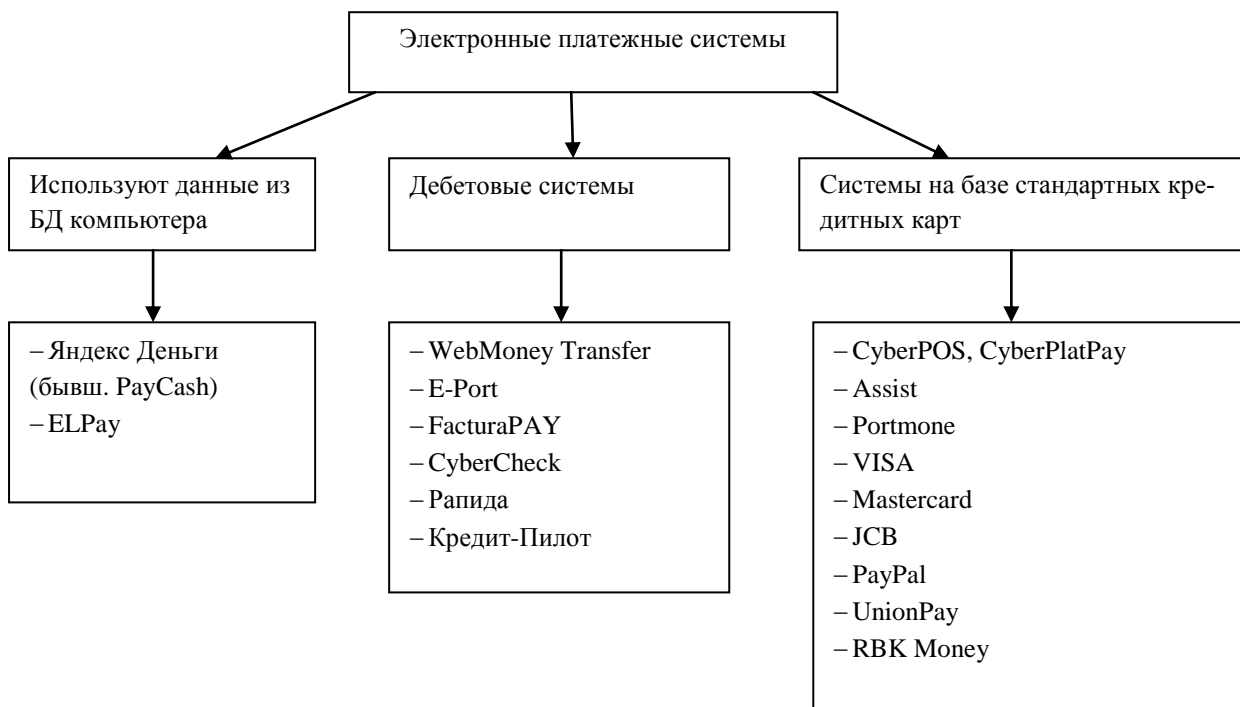 Электронные платежные системы
Используют данные из
БД компьютера
Дебетовые системы
Системы на базе стандартных кре-
дитных карт
– Яндекс Деньги
(бывш. PayCash)
– ELPay
– WebMoney Transfer
– E-Port
– FacturaPAY
– CyberCheck
– Рапида
– Кредит-Пилот
– CyberPOS, CyberPlatPay
– Assist
– Portmone
– VISA
– Mastercard
– JCB
– PayPal
– UnionPay
– RBK Money